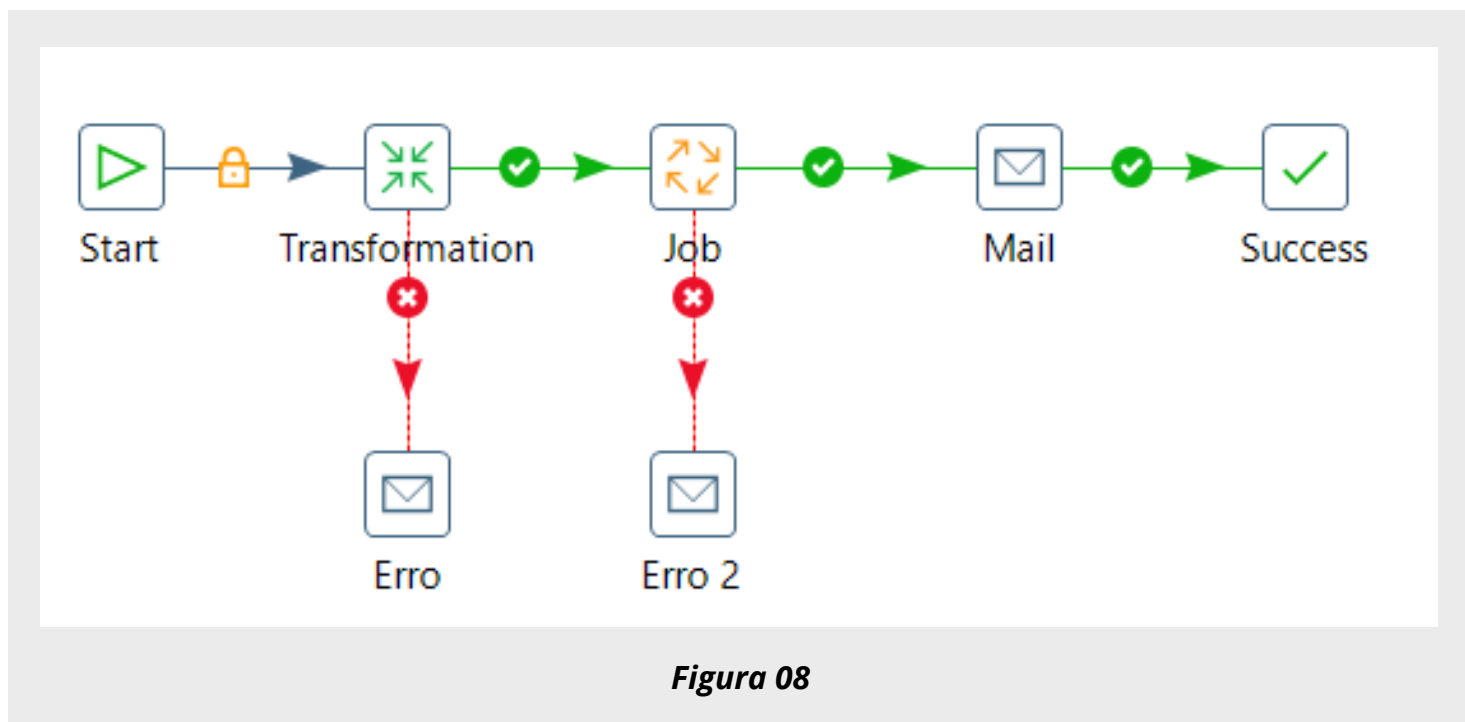 Start
Transformation
Job
Mail
Success
Erro
Erro 2
Figura 08